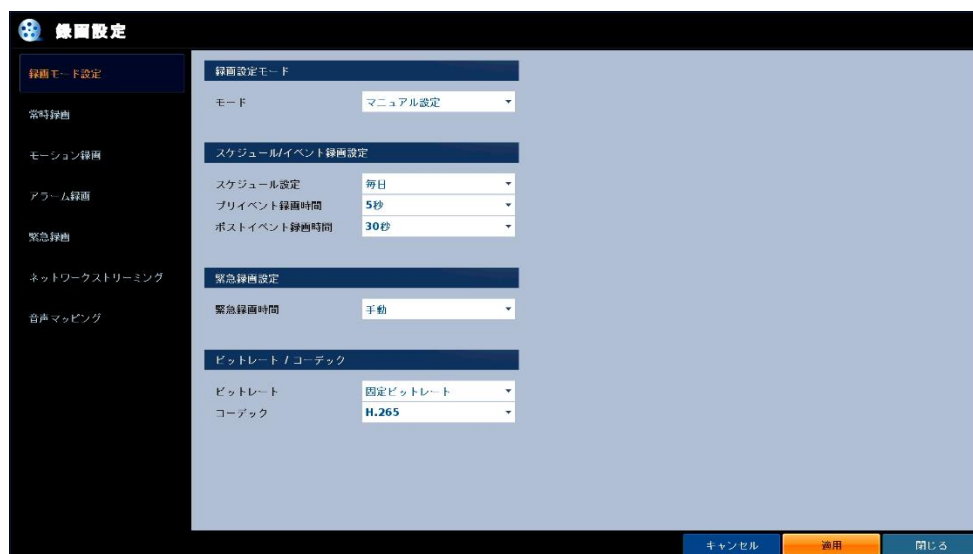 録画設定
録画モード設定
常時録画
モーション録画
アラーム録画
緊急録画
ネットワークストリーミング
音声マッピング
録画設定モード
モード マニュアル設定
スケジュール/イベント録画設定
スケジュール設定 毎日
プリイベント録画時間 5秒
ポストイベント録画時間 30秒
緊急録画設定
緊急録画時間 手動
ビットレート / コーデック
ビットレート 固定ビットレート
コーデック H.265
キャンセル 適用 閉じる